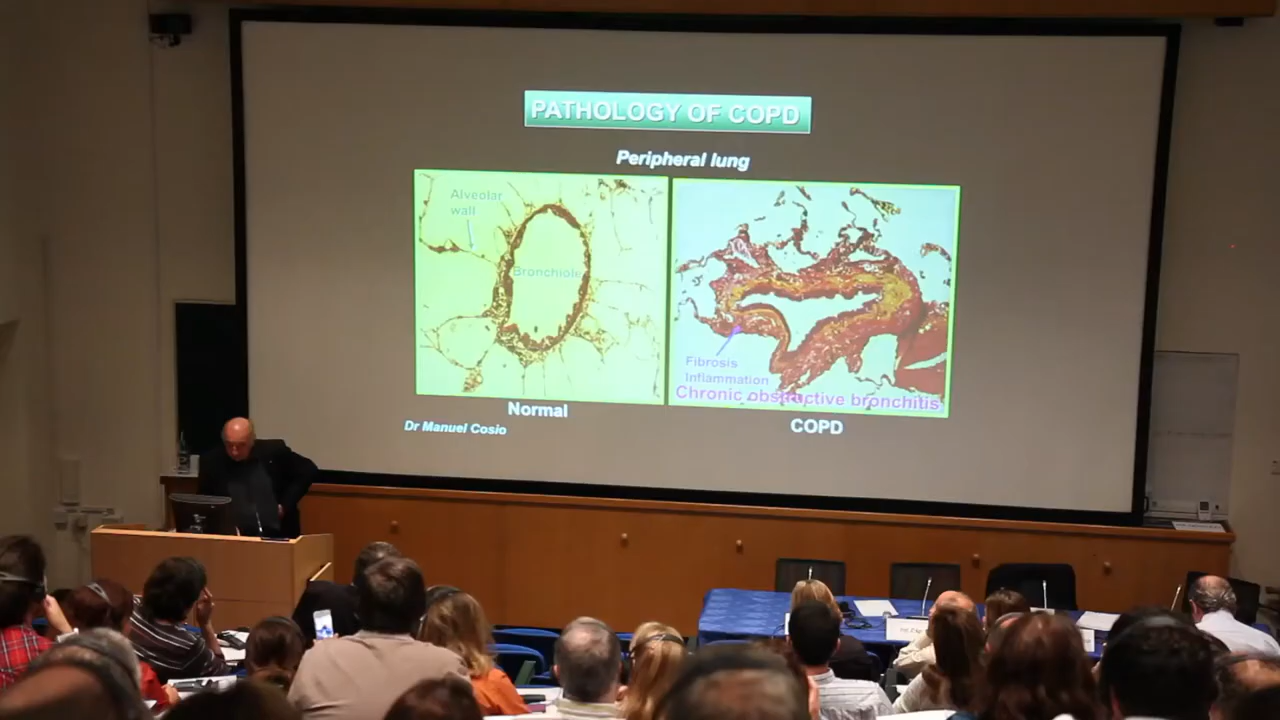 PATHOLOGY OF COPD
Peripheral lung
Alveolar
wall
Bronchiole
Fibrosis
Inflammation
Chronic obstructive bronchitis
Normal
COPD
Dr Manuel Cosio